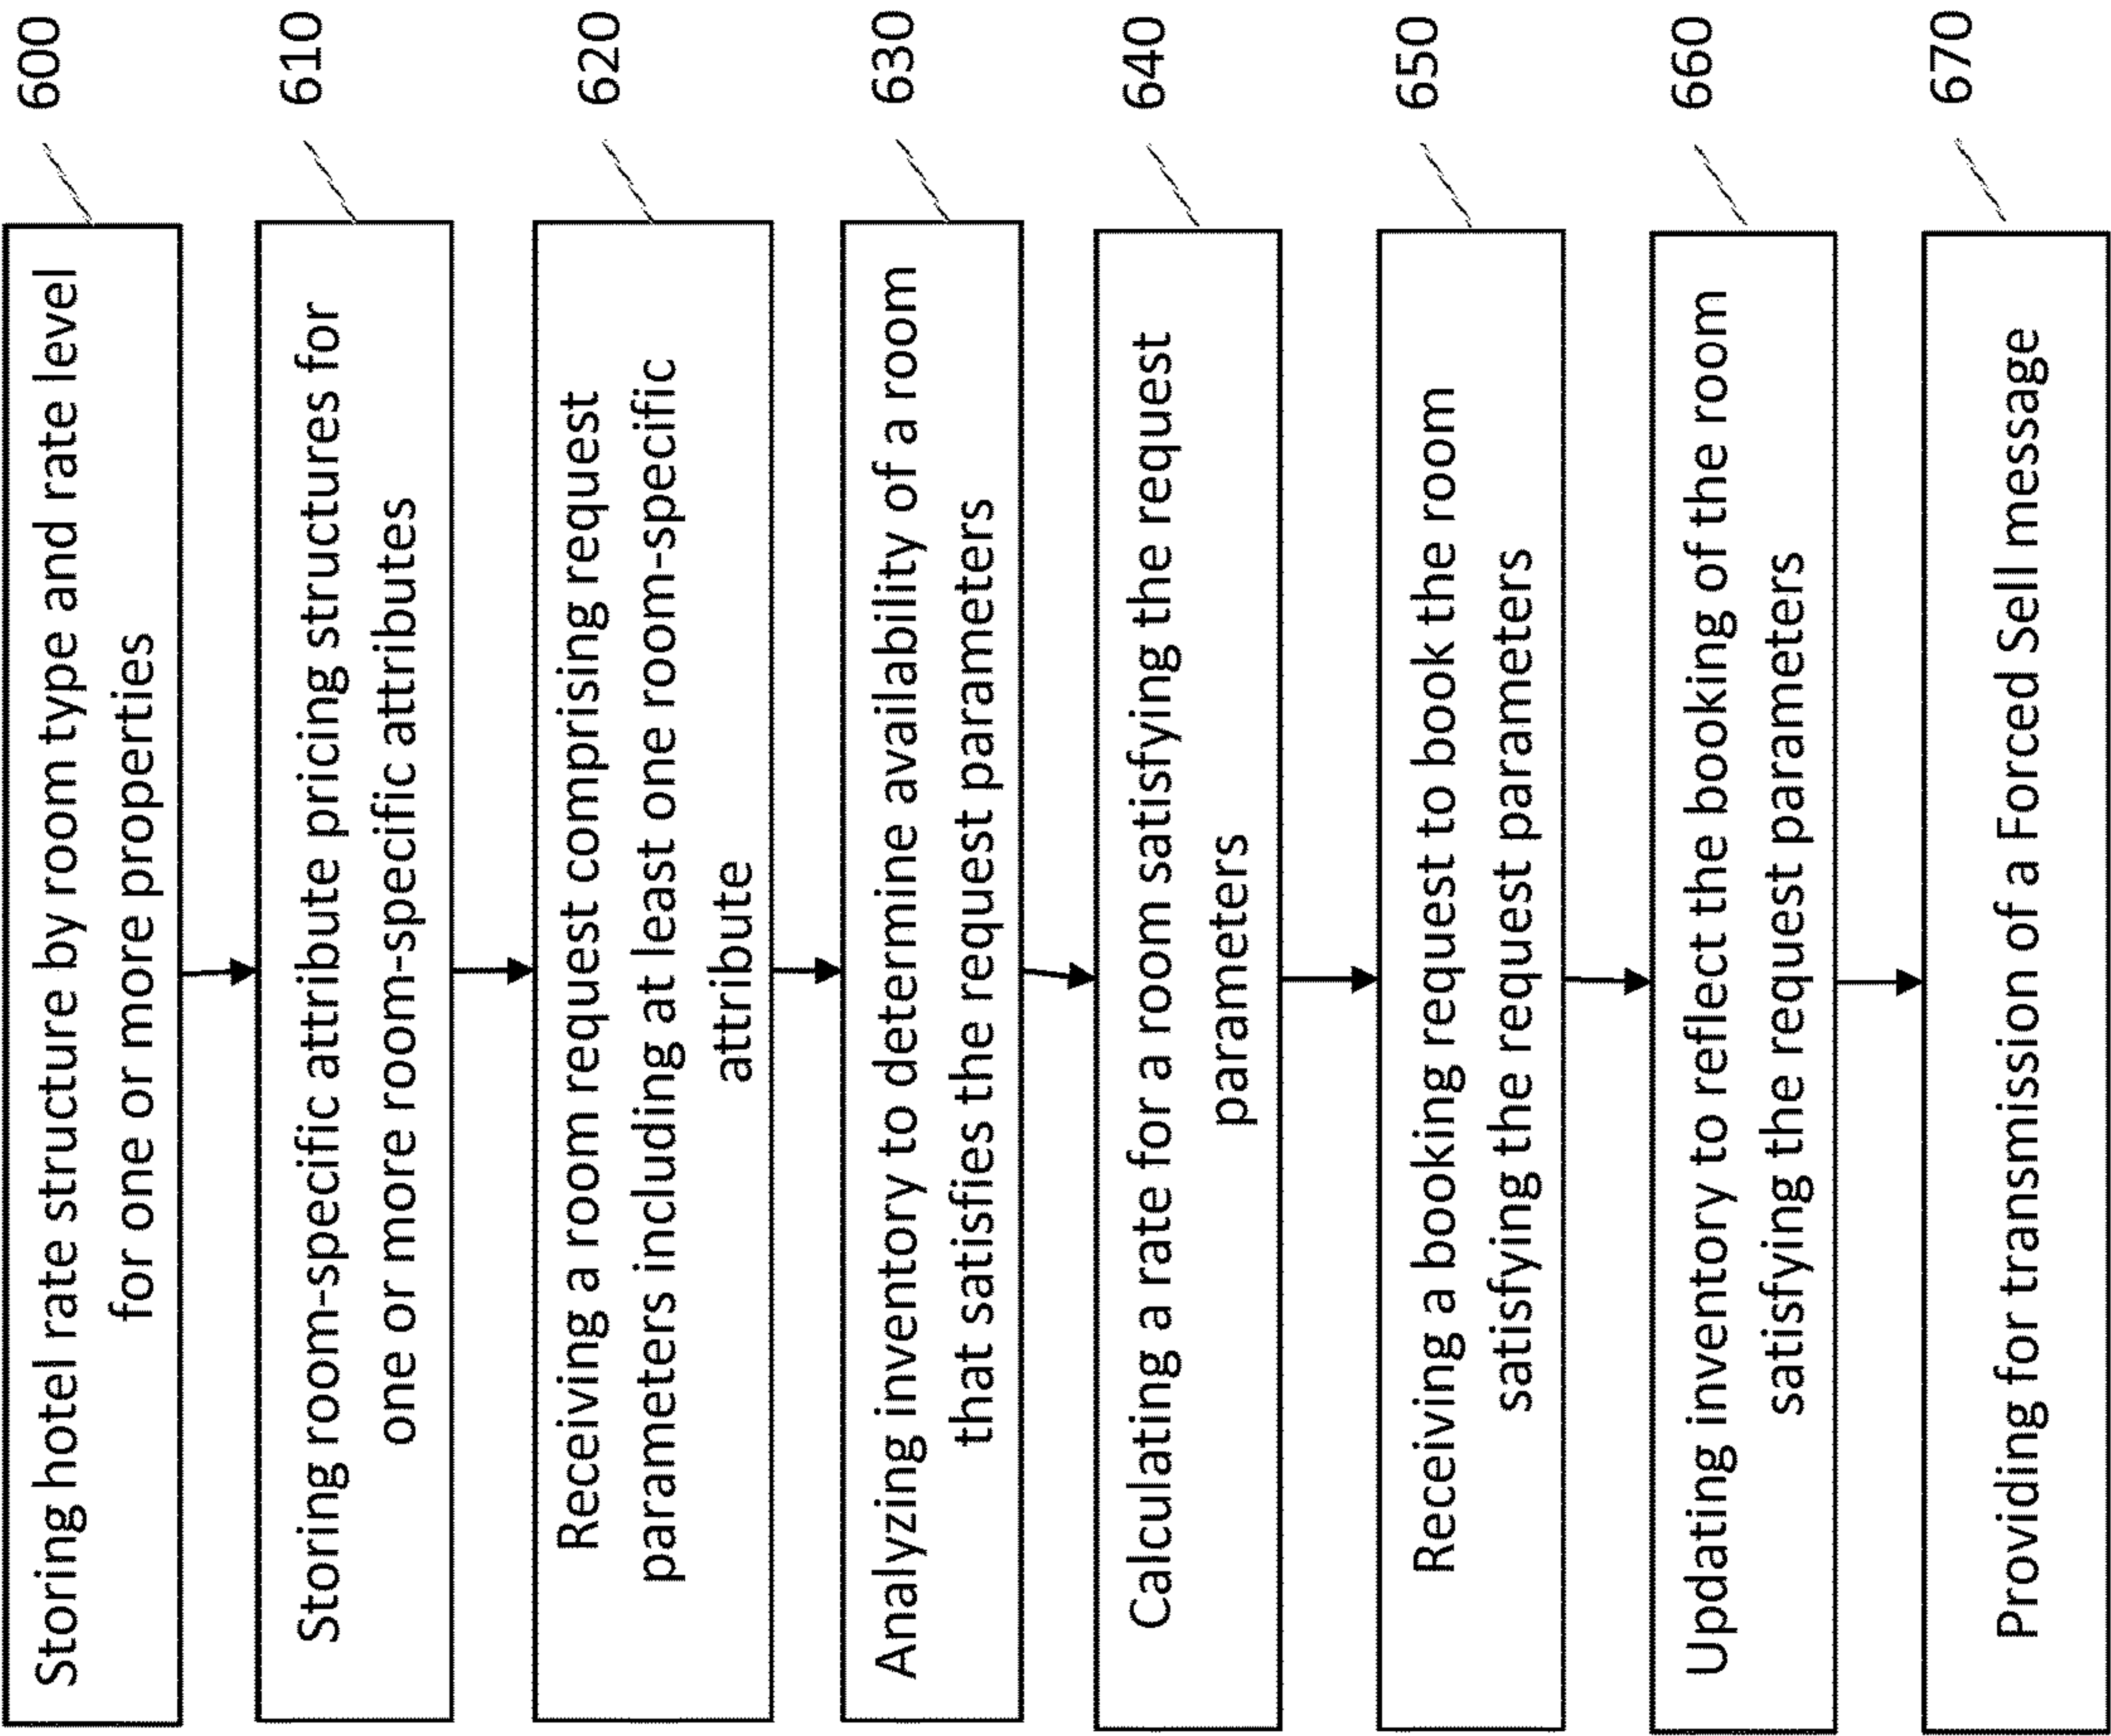 Storing hotel rate structure by room type and rate level
for one or more properties
600
Storing room-specific attribute pricing structures for
one or more room-specific attributes
610
Receiving a room request comprising request
parameters including at least one room-specific
attribute
620
Analyzing inventory to determine availability of a room
that satisfies the request parameters
630
Calculating a rate for a room satisfying the request
parameters
640
Receiving a booking request to book the room
satisfying the request parameters
650
Updating inventory to reflect the booking of the room
satisfying the request parameters
660
Providing for transmission of a Forced Sell message
670